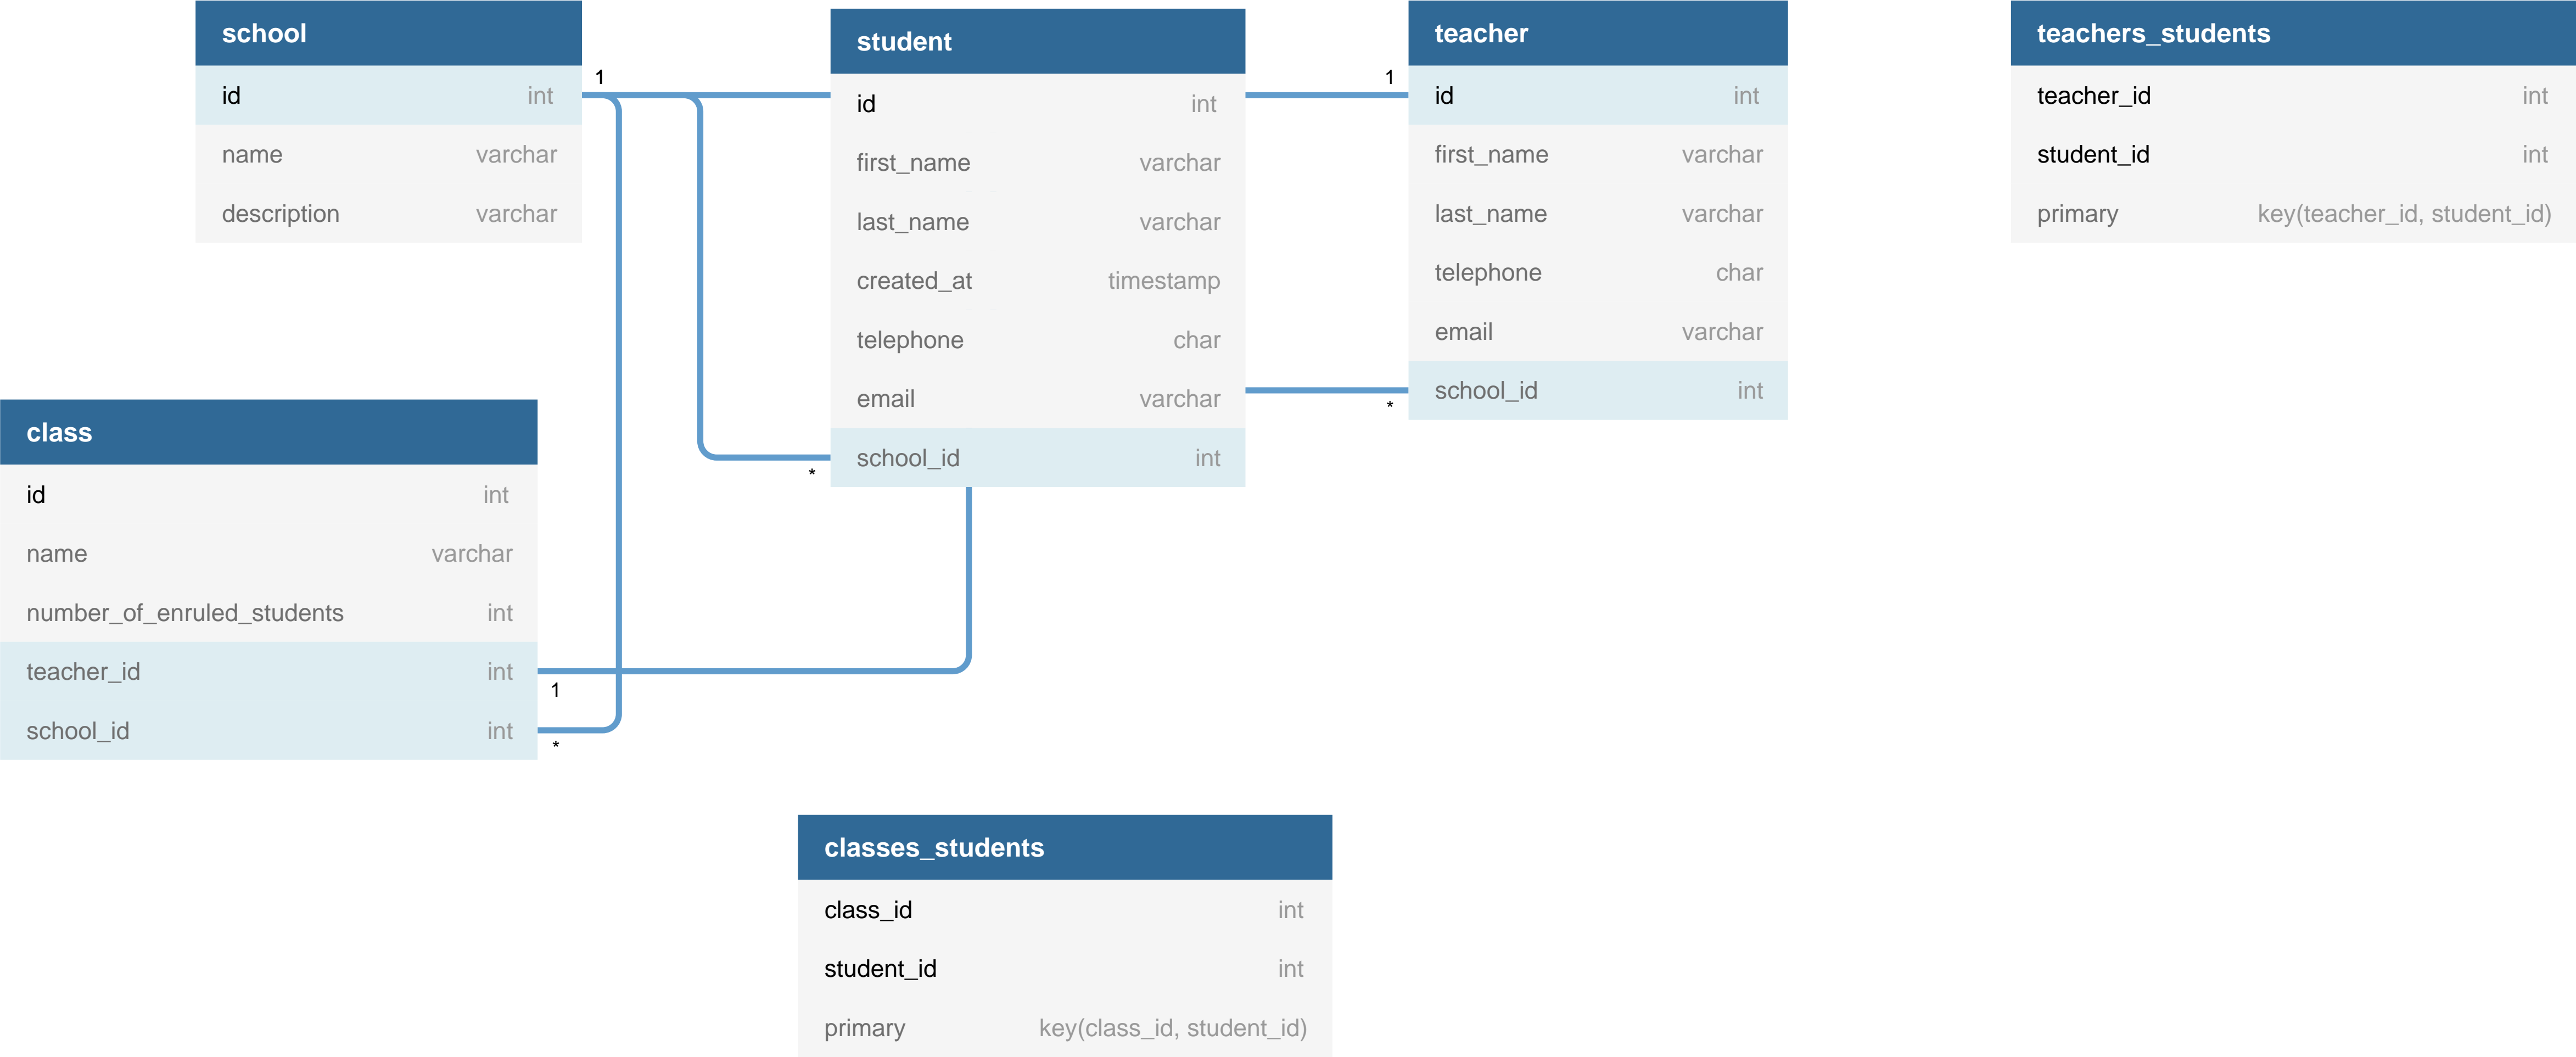 school
id int
name varchar
description varchar
1
student
id int
first_name varchar
last_name varchar
created_at timestamp
telephone char
email varchar
school_id int
*
1
teacher
id int
first_name varchar
last_name varchar
telephone char
email varchar
school_id int
*
teachers_students
teacher_id int
student_id int
primary key(teacher_id, student_id)
class
id int
name varchar
number_of_enruled_students int
teacher_id int
school_id int
1
*
classes_students
class_id int
student_id int
primary key(class_id, student_id)